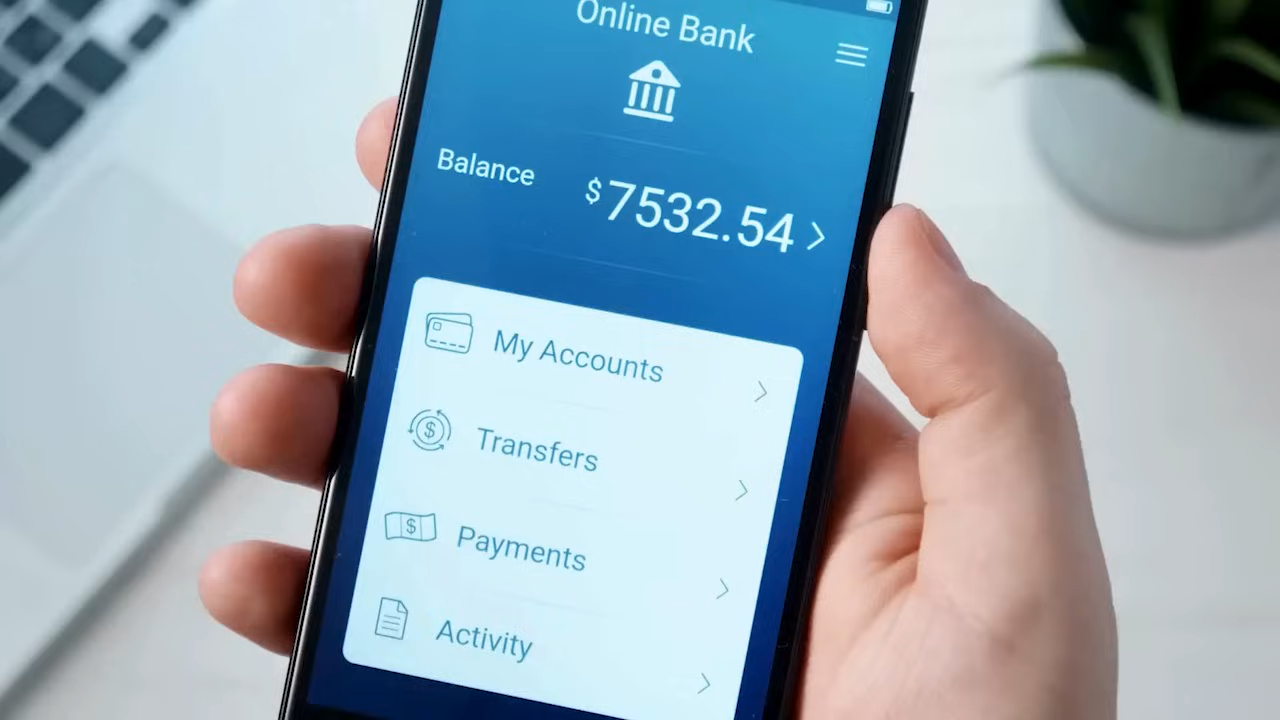 Online Bank
Balance $7532.54
My Accounts
Transfers
$
Payments
$
Activity